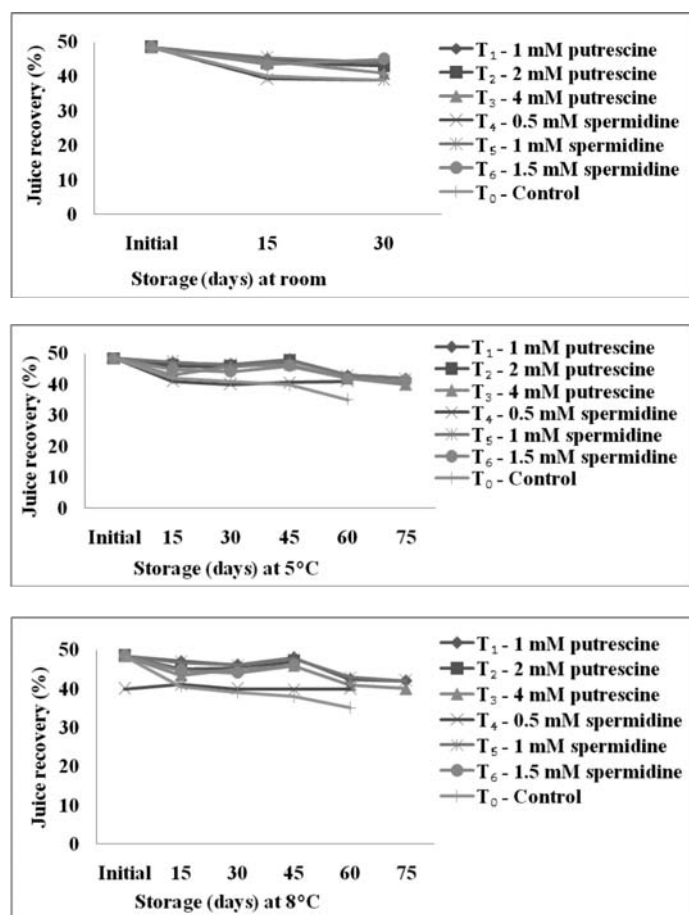 Juice recovery (%)
50
40
30
20
10
0
Initial 15 30
Storage (days) at room
T₁ - 1 mM putrescine
T₂ - 2 mM putrescine
T₃ - 4 mM putrescine
T₄ - 0.5 mM spermidine
T₅ - 1 mM spermidine
T₆ - 1.5 mM spermidine
T₀ - Control
Juice recovery (%)
50
40
30
20
10
0
Initial 15 30 45 60 75
Storage (days) at 5°C
T₁ - 1 mM putrescine
T₂ - 2 mM putrescine
T₃ - 4 mM putrescine
T₄ - 0.5 mM spermidine
T₅ - 1 mM spermidine
T₆ - 1.5 mM spermidine
T₀ - Control
Juice recovery (%)
50
40
30
20
10
0
Initial 15 30 45 60 75
Storage (days) at 8°C
T₁ - 1 mM putrescine
T₂ - 2 mM putrescine
T₃ - 4 mM putrescine
T₄ - 0.5 mM spermidine
T₅ - 1 mM spermidine
T₆ - 1.5 mM spermidine
T₀ - Control